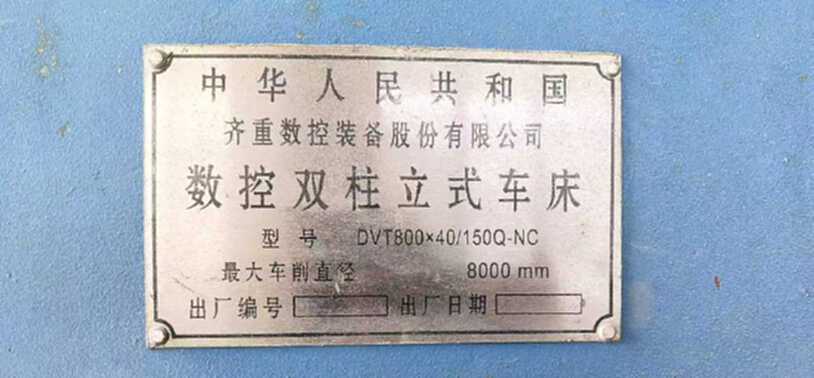 中华人民共和国
齐重数控装备股份有限公司
数控双柱立式车床
型号 DVT800×40/150Q-NC
最大车削直径 8000 mm
出厂编号 出厂日期